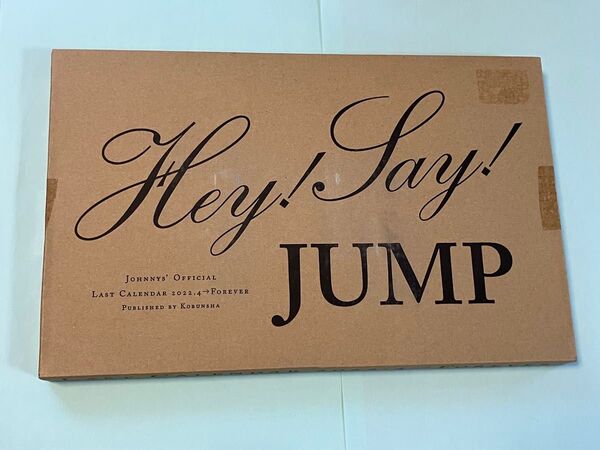 Hey! Say!
JUMP
Johnnys' Official
Last Calendar 2022.4→Forever
Published by Kobunsha